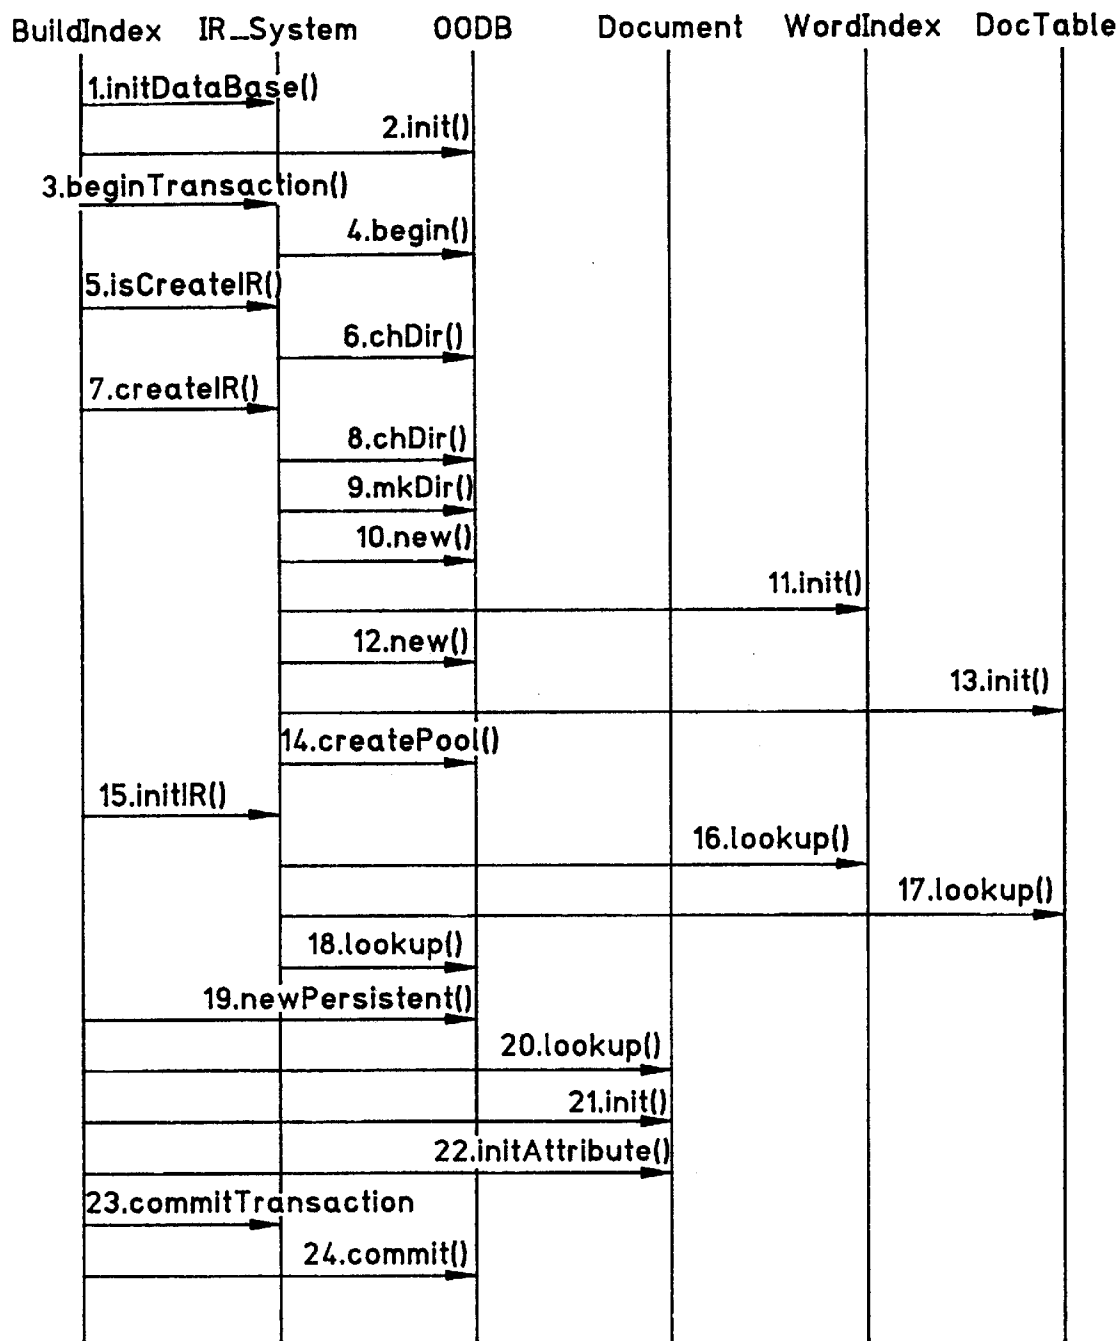 BuildIndex IR_System OODB Document WordIndex DocTable
1.initDataBase()
2.init()
3.beginTransaction()
4.begin()
5.isCreateIR()
6.chDir()
7.createIR()
8.chDir()
9.mkDir()
10.new()
11.init()
12.new()
13.init()
14.createPool()
15.initIR()
16.lookup()
17.lookup()
18.lookup()
19.newPersistent()
20.lookup()
21.init()
22.initAttribute()
23.commitTransaction
24.commit()